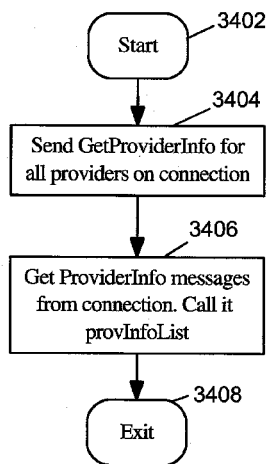 3402
Start
3404
Send GetProviderInfo for
all providers on connection
3406
Get ProviderInfo messages
from connection. Call it
provInfoList
3408
Exit